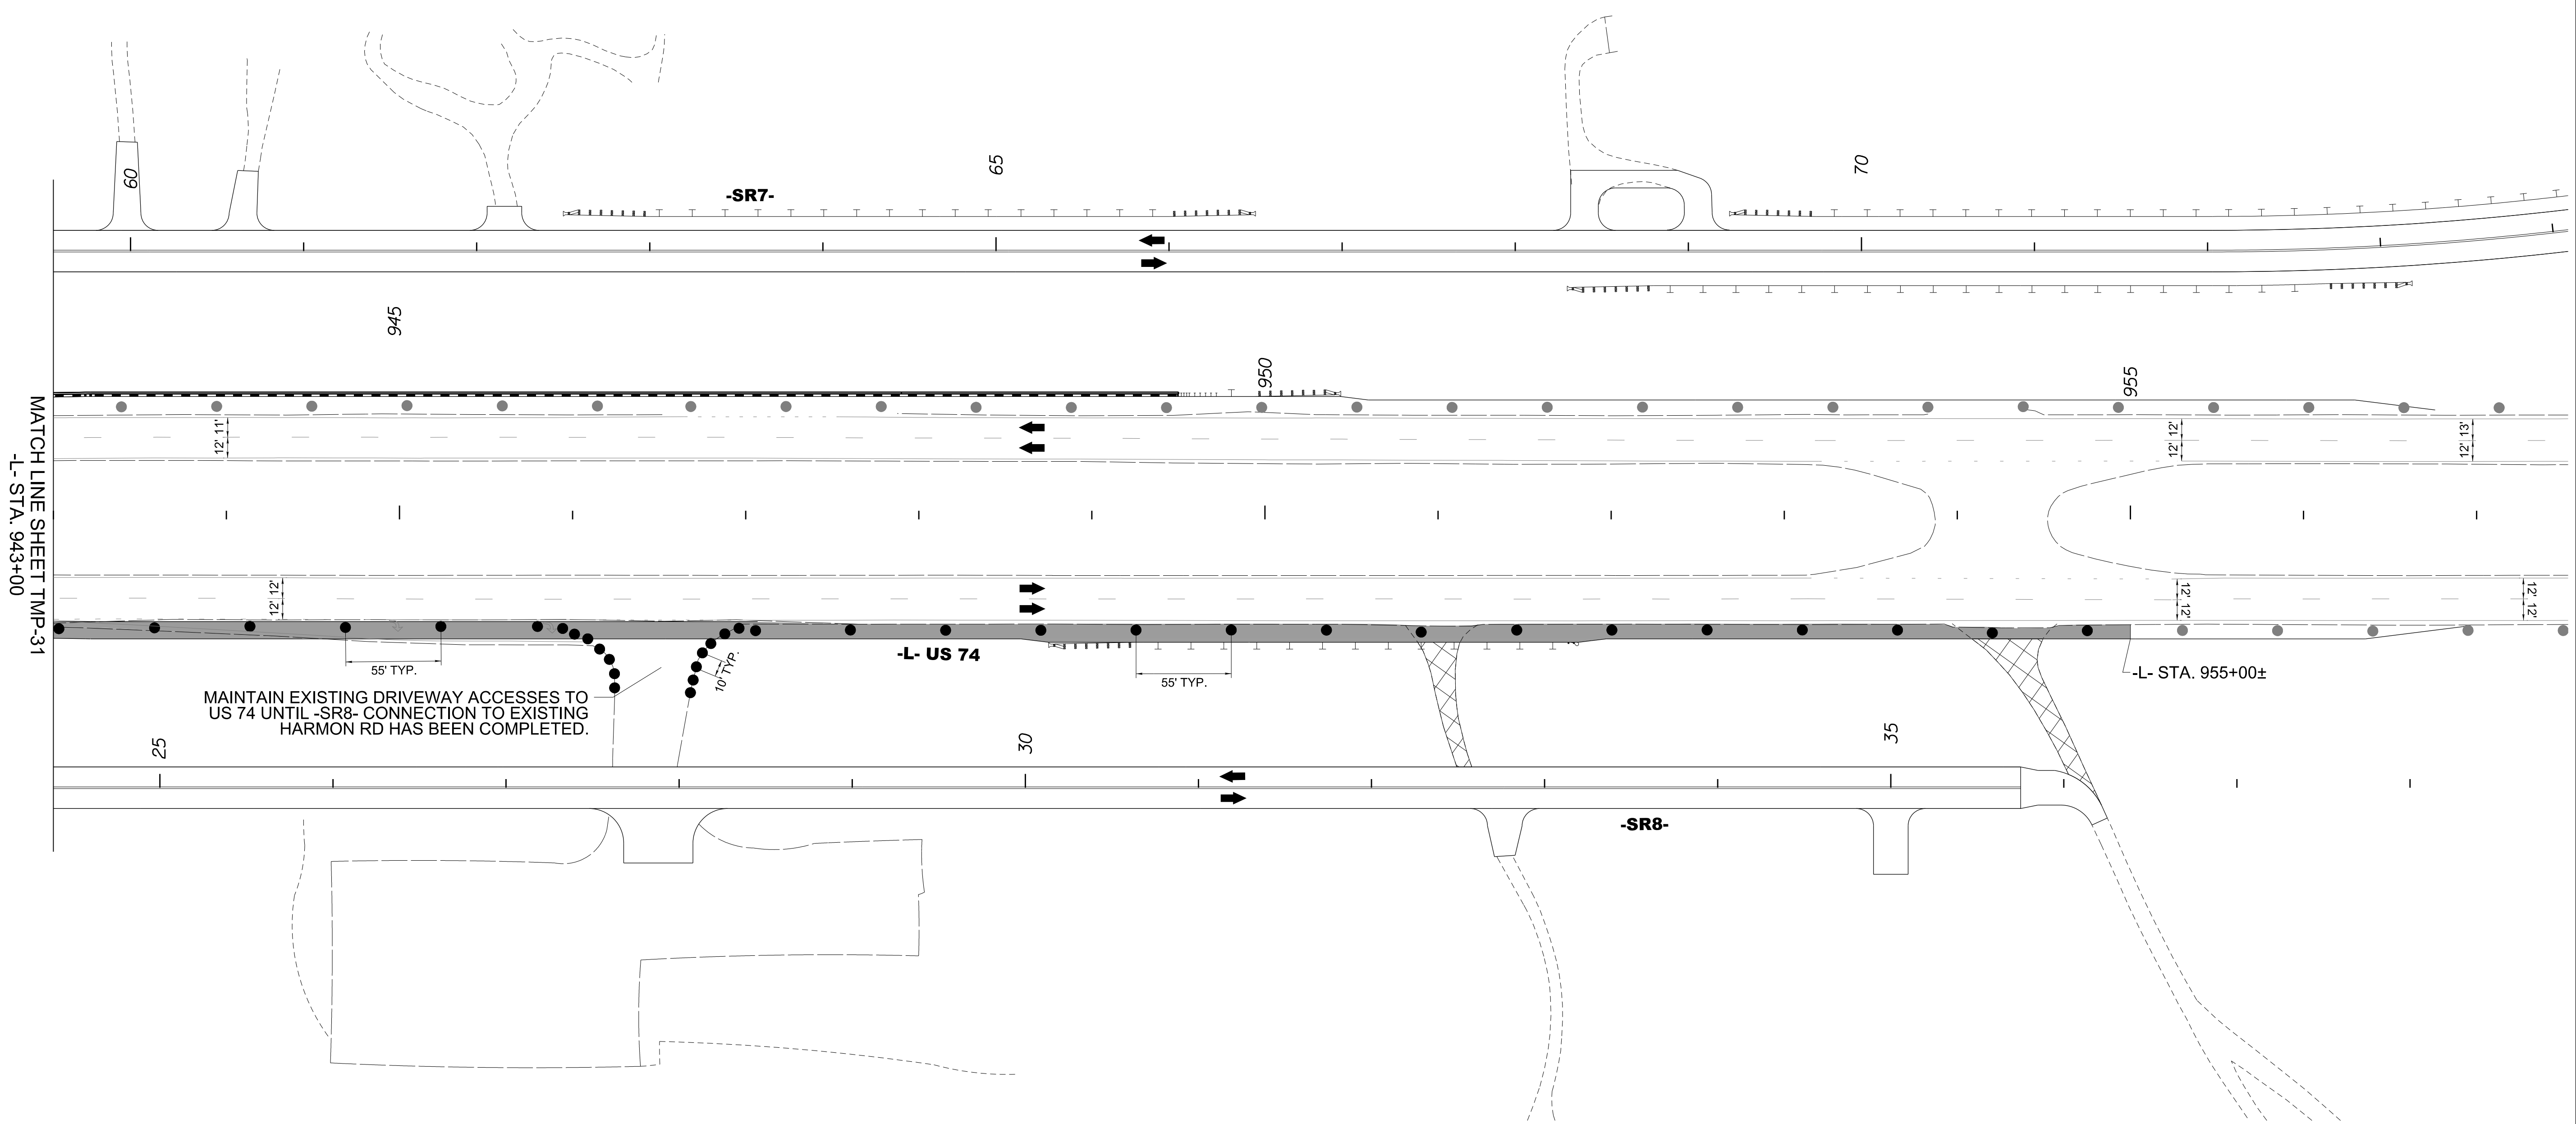 60
65
70
-SR7-
945
950
955
12' 11'
12' 12'
12' 13'
MATCH LINE SHEET TMP-31
-L- STA. 943+00
12' 12'
12' 12'
12' 12'
55' TYP.
10' TYP.
-L- US 74
55' TYP.
-L- STA. 955+00±
MAINTAIN EXISTING DRIVEWAY ACCESSES TO
US 74 UNTIL -SR8- CONNECTION TO EXISTING
HARMON RD HAS BEEN COMPLETED.
25
30
35
-SR8-